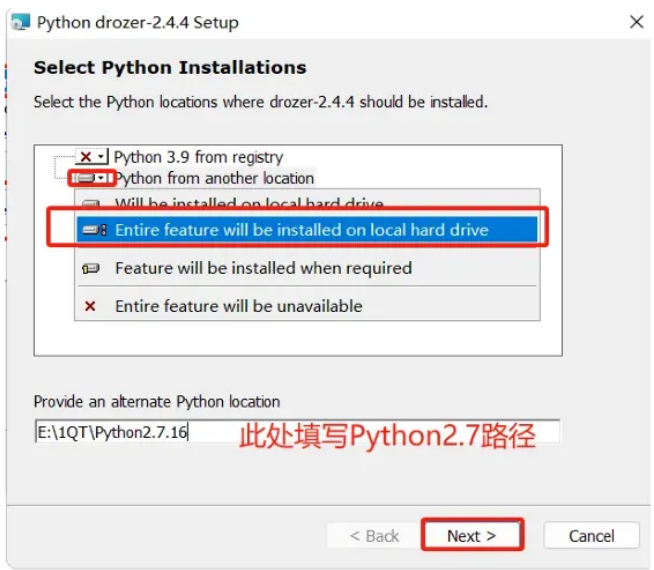 Python drozer-2.4.4 Setup
Select Python Installations
Select the Python locations where drozer-2.4.4 should be installed.
Python 3.9 from registry
Python from another location
Will be installed on local hard drive
Entire feature will be installed on local hard drive
Feature will be installed when required
Entire feature will be unavailable
Provide an alternate Python location
E:\1QT\Python2.7.16 此处填写Python2.7路径
< Back Next > Cancel